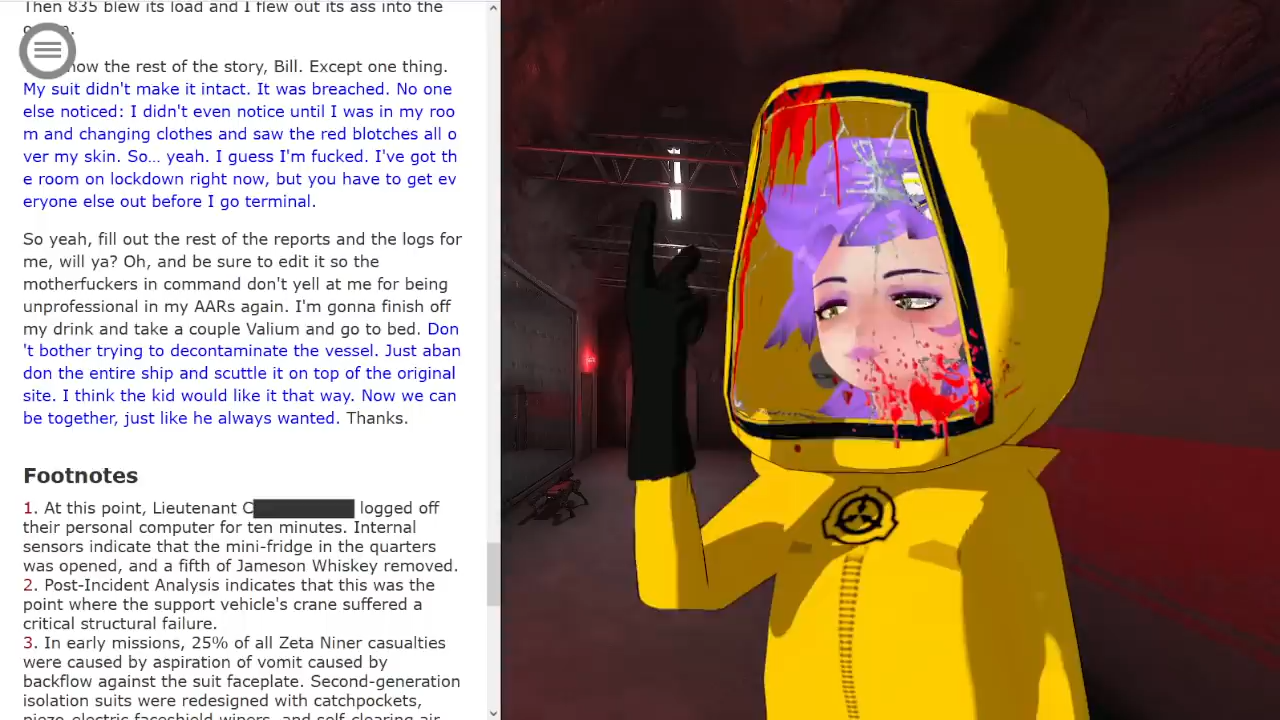 Then 835 blew its load and I flew out its ass into the
now the rest of the story, Bill. Except one thing.
My suit didn't make it intact. It was breached. No one
else noticed: I didn't even notice until I was in my roo
m and changing clothes and saw the red blotches all o
ver my skin. So… yeah. I guess I'm fucked. I've got th
e room on lockdown right now, but you have to get ev
eryone else out before I go terminal.
So yeah, fill out the rest of the reports and the logs for
me, will ya? Oh, and be sure to edit it so the
motherfuckers in command don't yell at me for being
unprofessional in my AARs again. I'm gonna finish off
my drink and take a couple Valium and go to bed. Don
't bother trying to decontaminate the vessel. Just aban
don the entire ship and scuttle it on top of the original
site. I think the kid would like it that way. Now we can
be together, just like he always wanted. Thanks.
Footnotes
1. At this point, Lieutenant C logged off
their personal computer for ten minutes. Internal
sensors indicate that the mini-fridge in the quarters
was opened, and a fifth of Jameson Whiskey removed.
2. Post-Incident Analysis indicates that this was the
point where the support vehicle's crane suffered a
critical structural failure.
3. In early missions, 25% of all Zeta Niner casualties
were caused by aspiration of vomit caused by
backflow against the suit faceplate. Second-generation
isolation suits were redesigned with catchpockets,
piezo-electric faceshield wipers, and self-clearing air